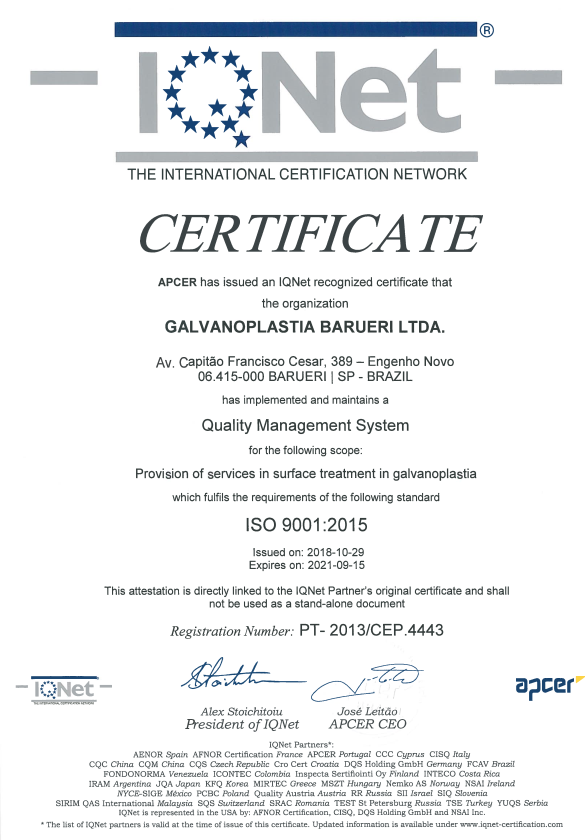 IQNet ®
THE INTERNATIONAL CERTIFICATION NETWORK
CERTIFICATE
APCER has issued an IQNet recognized certificate that
the organization
GALVANOPLASTIA BARUERI LTDA.
Av. Capitão Francisco Cesar, 389 – Engenho Novo
06.415-000 BARUERI | SP - BRAZIL
has implemented and maintains a
Quality Management System
for the following scope:
Provision of services in surface treatment in galvanoplastia
which fulfils the requirements of the following standard
ISO 9001:2015
Issued on: 2018-10-29
Expires on: 2021-09-15
This attestation is directly linked to the IQNet Partner's original certificate and shall
not be used as a stand-alone document
Registration Number: PT- 2013/CEP.4443
IQNet
THE INTERNATIONAL CERTIFICATION NETWORK
apcer
Alex Stoichitoiu
President of IQNet
José Leitão
APCER CEO
IQNet Partners*:
AENOR Spain AFNOR Certification France APCER Portugal CCC Cyprus CISQ Italy
CQC China CQM China CQS Czech Republic Cro Cert Croatia DQS Holding GmbH Germany FCAV Brazil
FONDONORMA Venezuela ICONTEC Colombia Inspecta Sertifiointi Oy Finland INTECO Costa Rica
IRAM Argentina JQA Japan KFQ Korea MIRTEC Greece MSZT Hungary Nemko AS Norway NSAI Ireland
NYCE-SIGE México PCBC Poland Quality Austria Austria RR Russia SII Israel SIQ Slovenia
SIRIM QAS International Malaysia SQS Switzerland SRAC Romania TEST St Petersburg Russia TSE Turkey YUQS Serbia
IQNet is represented in the USA by: AFNOR Certification, CISQ, DQS Holding GmbH and NSAI Inc.
* The list of IQNet partners is valid at the time of issue of this certificate. Updated information is available under www.iqnet-certification.com